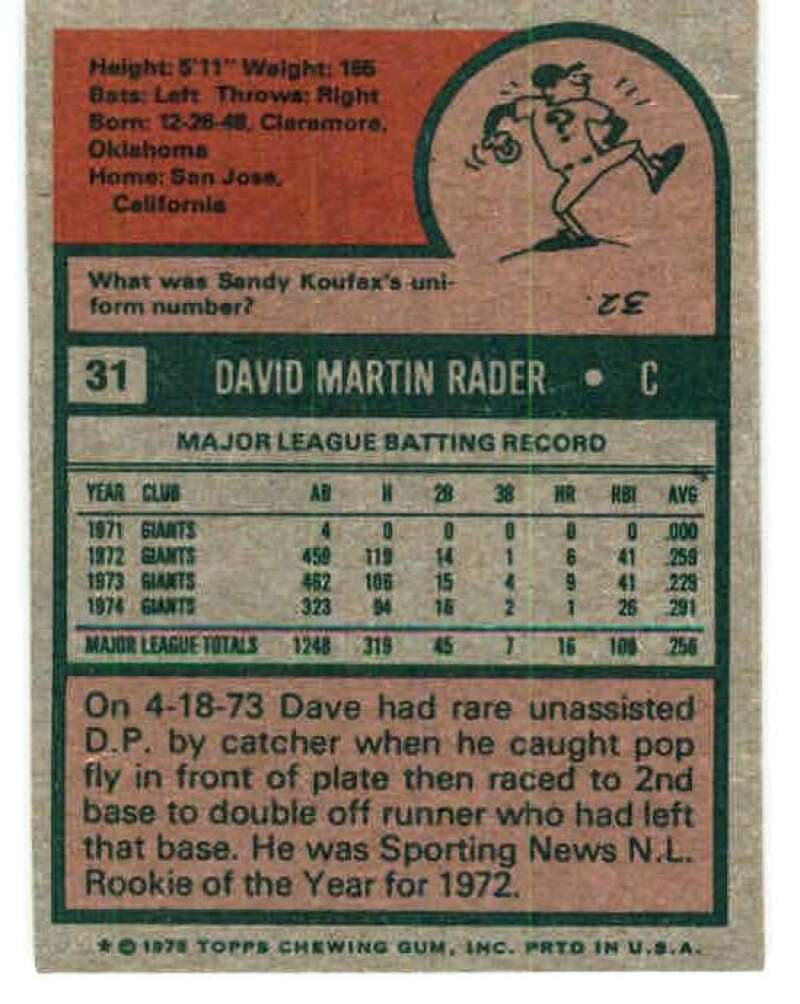 Height: 5'11" Weight: 165
Bats: Left Throws: Right
Born: 12-26-48, Claremore,
Oklahoma
Home: San Jose,
California
?
What was Sandy Koufax's uni-
form number?
32.
31 DAVID MARTIN RADER • C
MAJOR LEAGUE BATTING RECORD
YEAR CLUB AB H 2B 3B HR RBI AVG
1971 GIANTS 4 0 0 0 0 0 .000
1972 GIANTS 459 119 14 1 6 41 .259
1973 GIANTS 462 106 15 4 9 41 .229
1974 GIANTS 323 94 16 2 1 26 .291
MAJOR LEAGUE TOTALS 1248 319 45 7 16 108 .256
On 4-18-73 Dave had rare unassisted
D.P. by catcher when he caught pop
fly in front of plate then raced to 2nd
base to double off runner who had left
that base. He was Sporting News N.L.
Rookie of the Year for 1972.
* © 1975 TOPPS CHEWING GUM, INC. PRTD IN U.S.A.